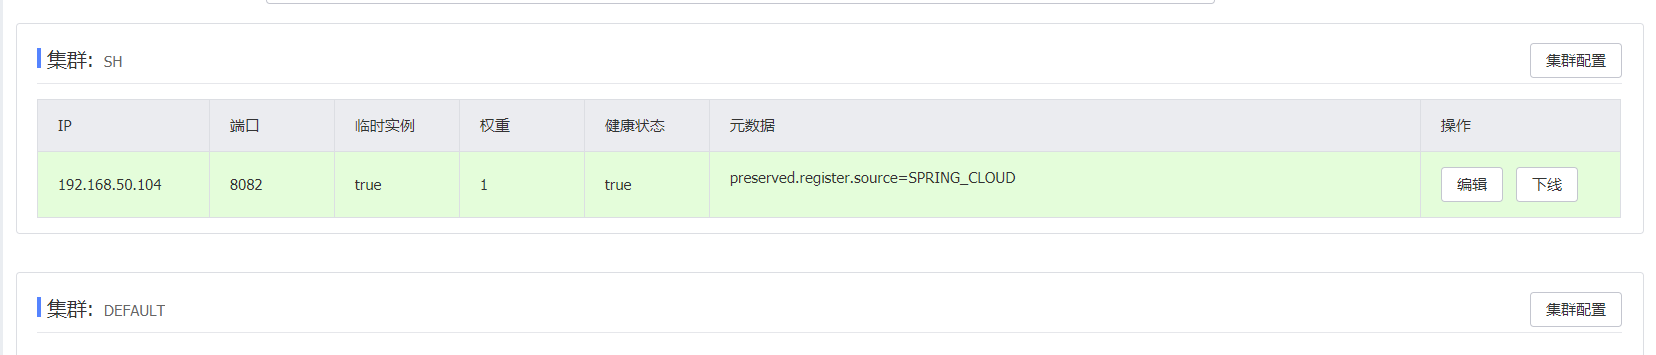 集群: SH
集群配置
IP 端口 临时实例 权重 健康状态 元数据 操作
192.168.50.104 8082 true 1 true preserved.register.source=SPRING_CLOUD 编辑 下线
集群: DEFAULT
集群配置